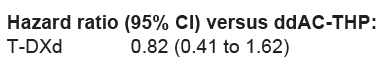 Hazard ratio (95% CI) versus ddAC-THP:
T-DXd 0.82 (0.41 to 1.62)